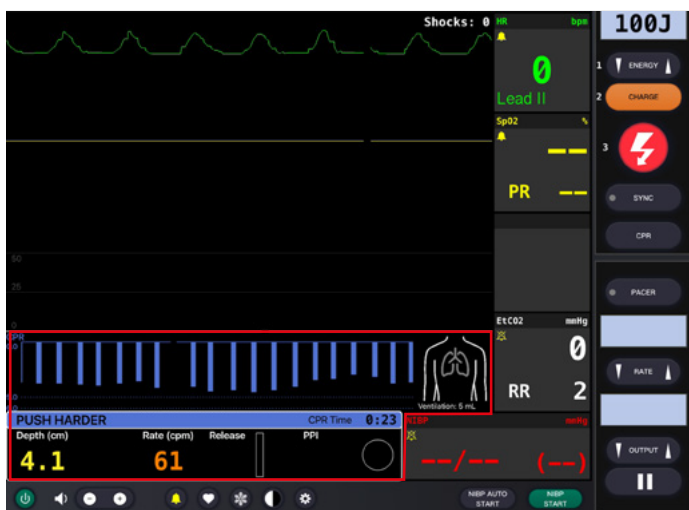 Shocks: 0
HR bpm
0
Lead II
SpO2 %
--
PR --
50
25
0
EtCO2 mmHg
0
RR 2
CPR
0.0
Ventilation: 5 mL
PUSH HARDER CPR Time 0:23
Depth (cm) Rate (cpm) Release PPI
4.1 61
NIBP mmHg
--/-- (--)
NIBP AUTO
START
NIBP
START
100J
1 ENERGY
2 CHARGE
3
SYNC
CPR
PACER
RATE
OUTPUT